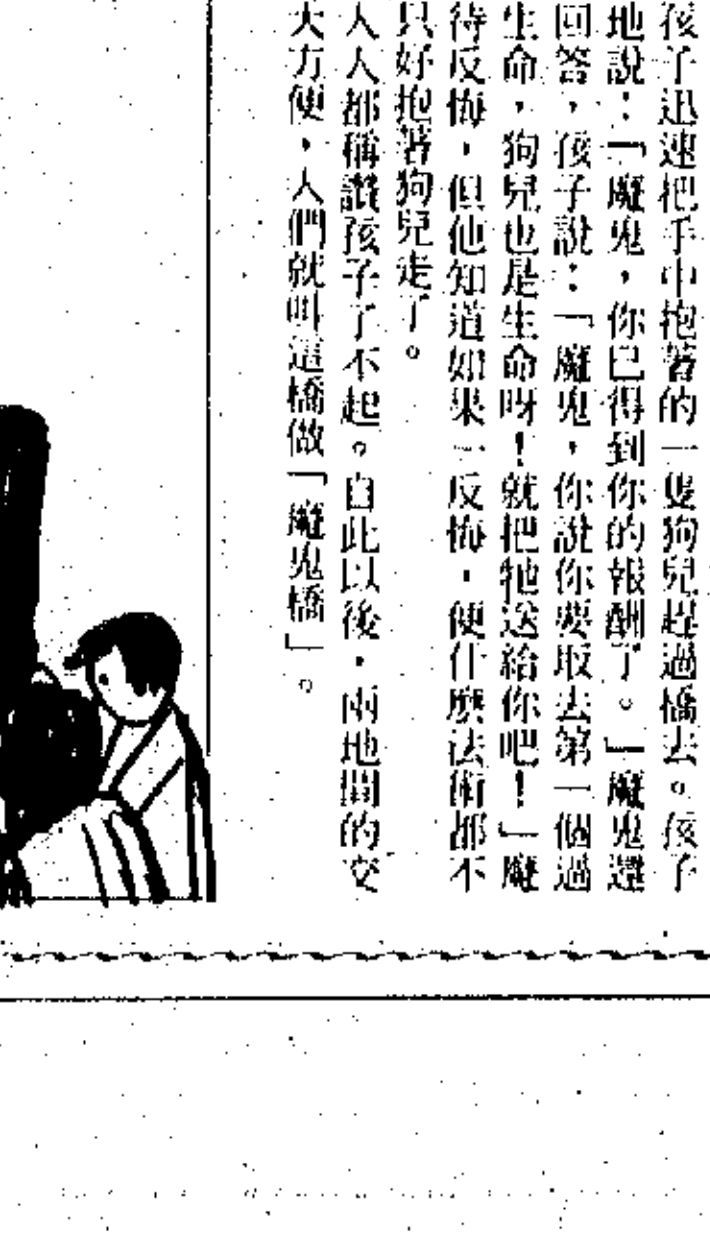 孩子迅速把手中抱著的一隻狗兒趕過橋去。孩子
地說：「魔鬼，你已得到你的報酬了。」魔鬼還
回答，孩子說：「魔鬼，你說你要取去第一個過
生命，狗兒也是生命呀！就把牠送給你吧！」魔
待反悔，但他知道如果一反悔，便什麼法術都不
只好抱著狗兒走了。
人人都稱讚孩子了不起。自此以後，兩地間的交
大方便，人們就叫這橋做「魔鬼橋」。